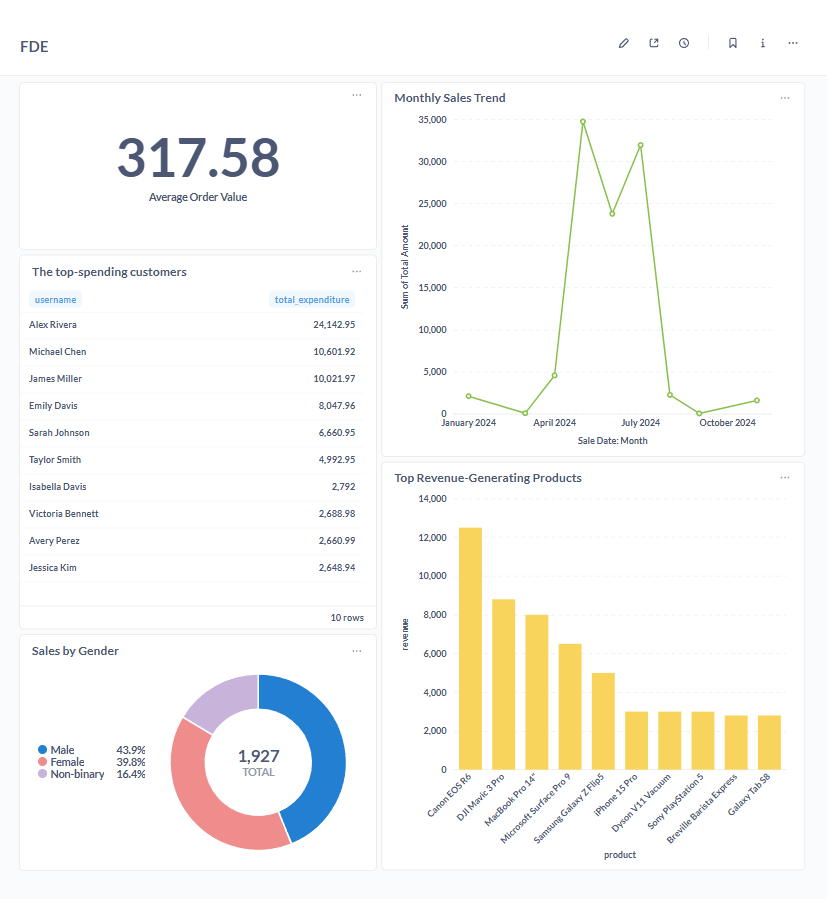 FDE
317.58
Average Order Value
The top-spending customers
username total_expenditure
Alex Rivera 24,142.95
Michael Chen 10,601.92
James Miller 10,021.97
Emily Davis 8,047.96
Sarah Johnson 6,660.95
Taylor Smith 4,992.95
Isabella Davis 2,792
Victoria Bennett 2,688.98
Avery Perez 2,660.99
Jessica Kim 2,648.94
10 rows
Sales by Gender
Male 43.9%
Female 39.8%
Non-binary 16.4%
1,927
TOTAL
Monthly Sales Trend
Sum of Total Amount
35,000
30,000
25,000
20,000
15,000
10,000
5,000
0
January 2024 April 2024 July 2024 October 2024
Sale Date: Month
Top Revenue-Generating Products
revenue
14,000
12,000
10,000
8,000
6,000
4,000
2,000
0
Canon EOS R6
DJI Mavic 3 Pro
MacBook Pro 14"
Microsoft Surface Pro 9
Samsung Galaxy Z Flip5
iPhone 15 Pro
Dyson V11 Vacuum
Sony PlayStation 5
Breville Barista Express
Galaxy Tab S8
product